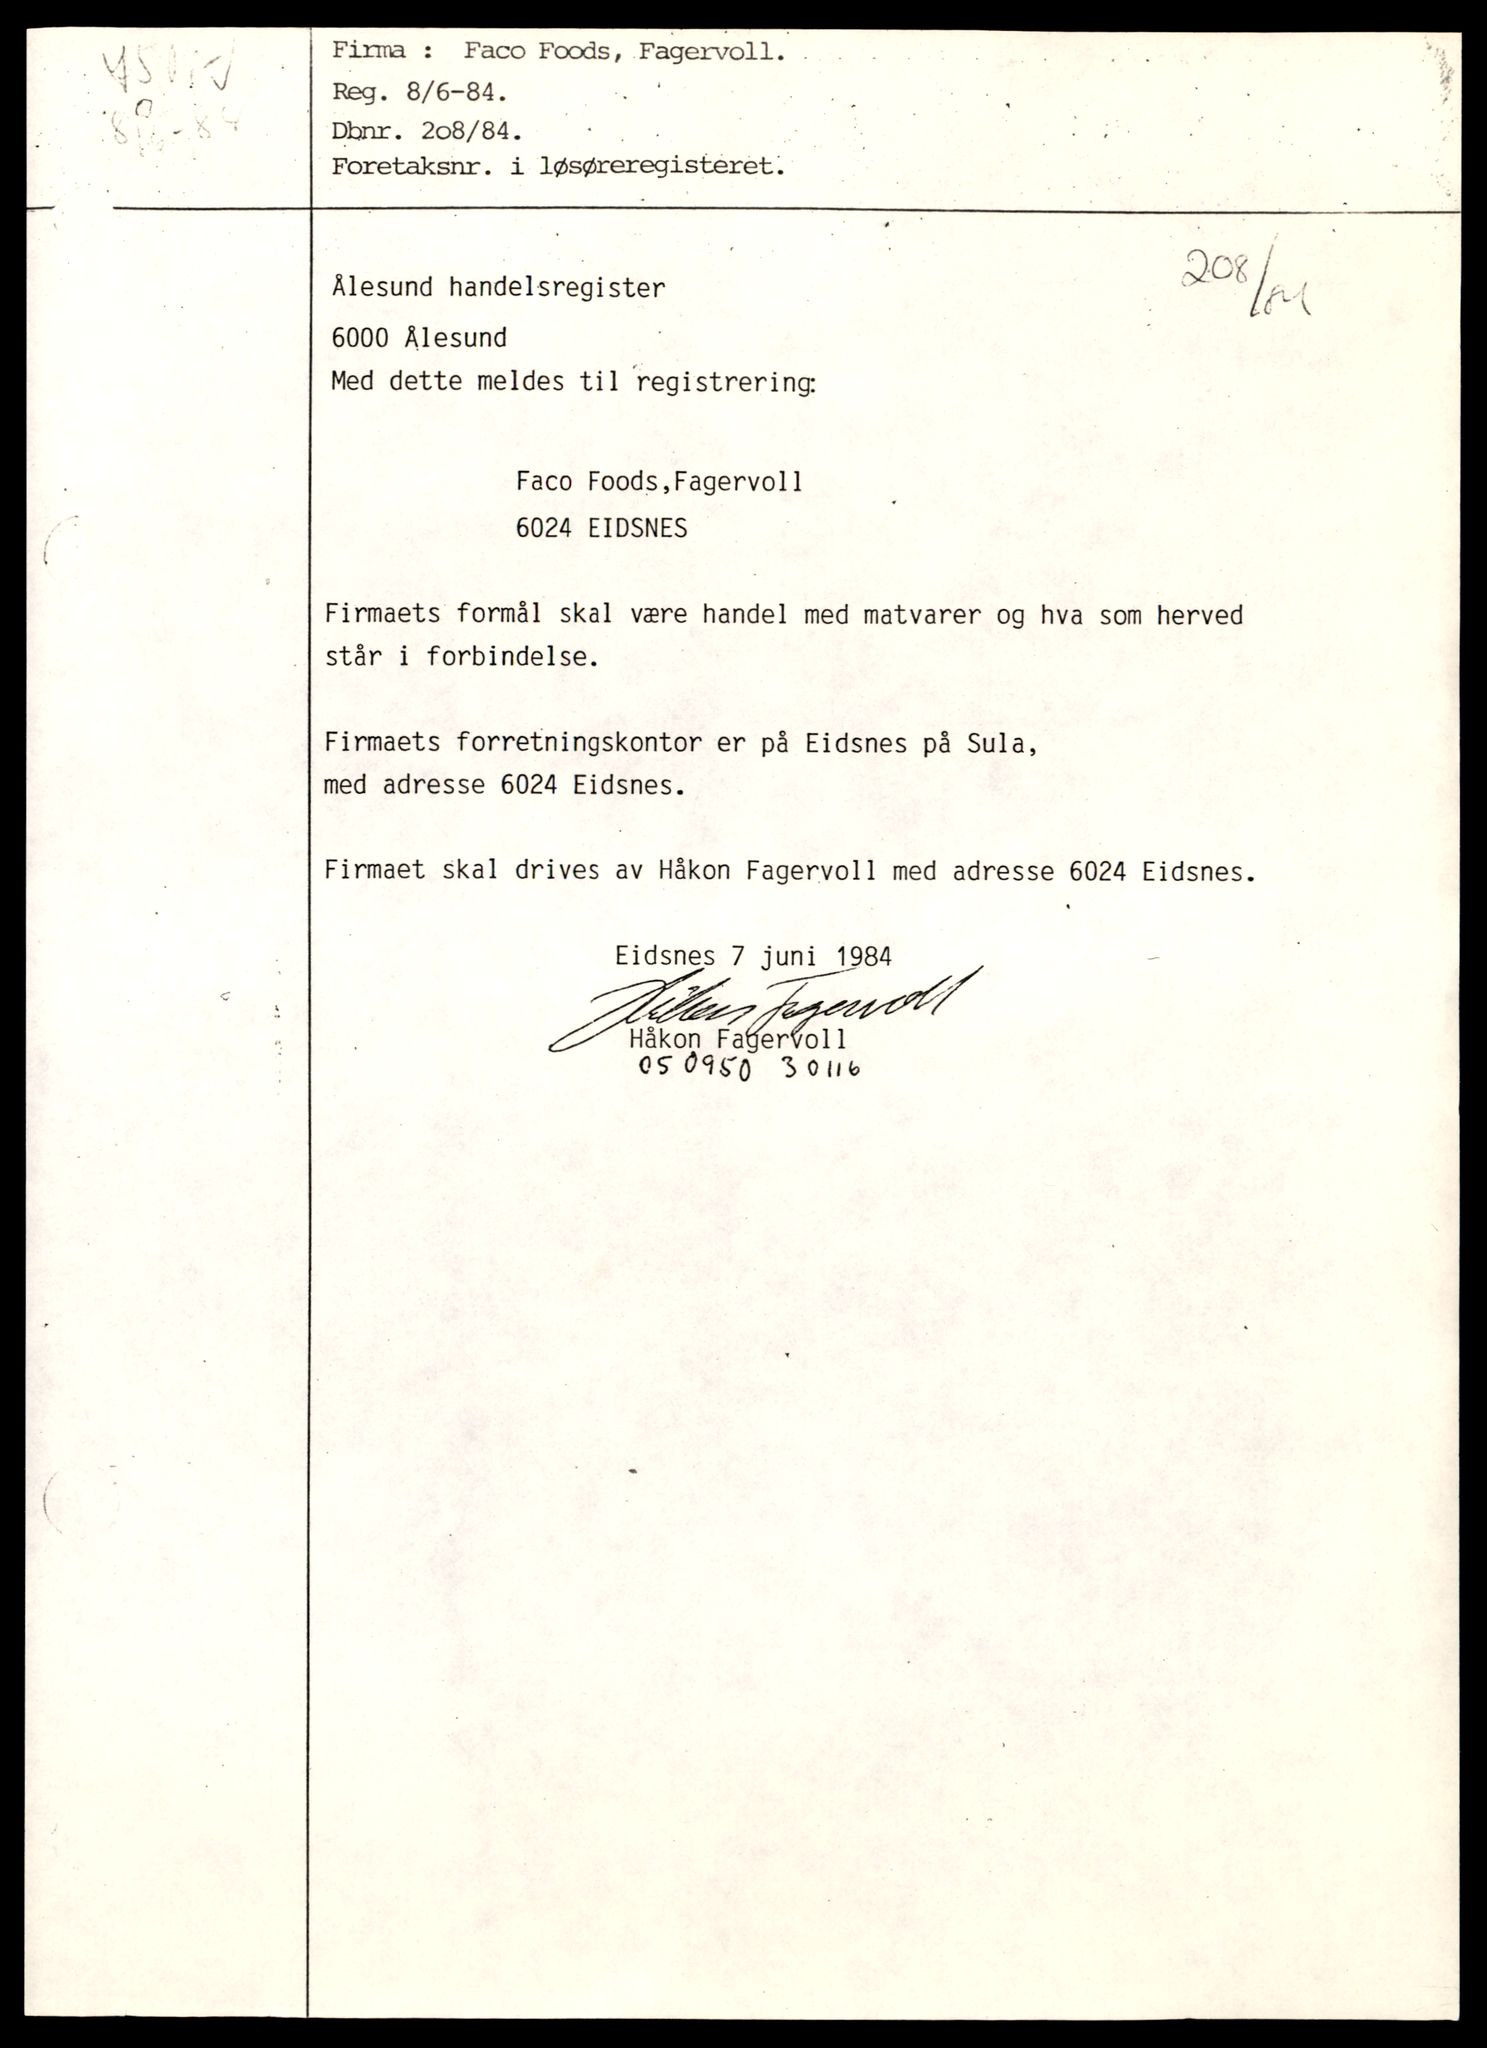 Firma : Faco Foods, Fagervoll.
Reg. 8/6-84.
Dbnr. 208/84.
Foretaksnr. i løsøreregisteret.
208/84
Ålesund handelsregister
6000 Ålesund
Med dette meldes til registrering:
Faco Foods,Fagervoll
6024 EIDSNES
Firmaets formål skal være handel med matvarer og hva som herved
står i forbindelse.
Firmaets forretningskontor er på Eidsnes på Sula,
med adresse 6024 Eidsnes.
Firmaet skal drives av Håkon Fagervoll med adresse 6024 Eidsnes.
Eidsnes 7 juni 1984
Håkon Fagervoll
Håkon Fagervoll
050950 30116